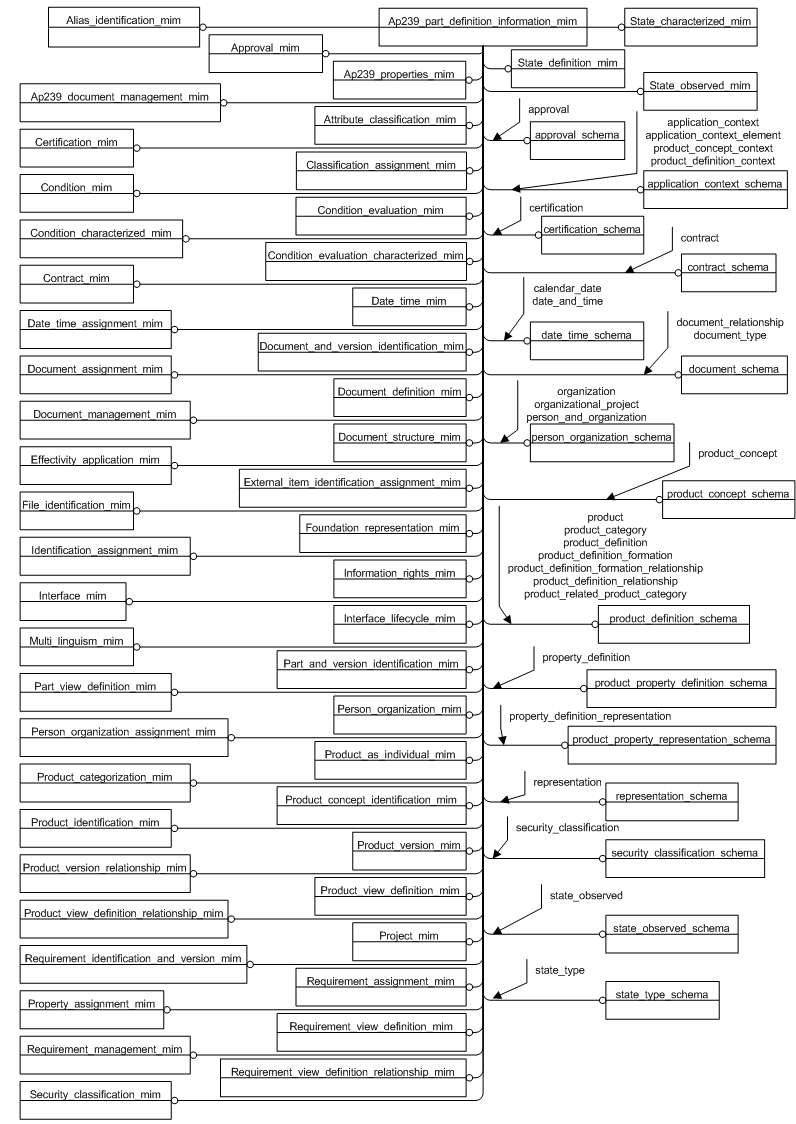 Alias_identification_mim
Ap239_part_definition_information_mim
State_characterized_mim
Approval_mim
State_definition_mim
Ap239_properties_mim
State_observed_mim
Ap239_document_management_mim
approval
Attribute_classification_mim
approval_schema
application_context
application_context_element
product_concept_context
product_definition_context
Certification_mim
Classification_assignment_mim
Condition_mim
application_context_schema
Condition_evaluation_mim
certification
certification_schema
Condition_characterized_mim
contract
Condition_evaluation_characterized_mim
contract_schema
Contract_mim
calendar_date
date_and_time
Date_time_mim
Date_time_assignment_mim
document_relationship
document_type
date_time_schema
Document_and_version_identification_mim
Document_assignment_mim
document_schema
Document_definition_mim
organization
organizational_project
person_and_organization
Document_management_mim
Document_structure_mim
person_organization_schema
product_concept
Effectivity_application_mim
External_item_identification_assignment_mim
product_concept_schema
File_identification_mim
Foundation_representation_mim
product
product_category
product_definition
product_definition_formation
product_definition_formation_relationship
product_definition_relationship
product_related_product_category
Identification_assignment_mim
Information_rights_mim
Interface_mim
Interface_lifecycle_mim
product_definition_schema
Multi_linguism_mim
property_definition
Part_and_version_identification_mim
product_property_definition_schema
Part_view_definition_mim
Person_organization_mim
property_definition_representation
Person_organization_assignment_mim
product_property_representation_schema
Product_as_individual_mim
Product_categorization_mim
representation
Product_concept_identification_mim
representation_schema
Product_identification_mim
security_classification
Product_version_mim
security_classification_schema
Product_version_relationship_mim
Product_view_definition_mim
state_observed
Product_view_definition_relationship_mim
state_observed_schema
Project_mim
Requirement_identification_and_version_mim
state_type
Requirement_assignment_mim
state_type_schema
Property_assignment_mim
Requirement_view_definition_mim
Requirement_management_mim
Requirement_view_definition_relationship_mim
Security_classification_mim